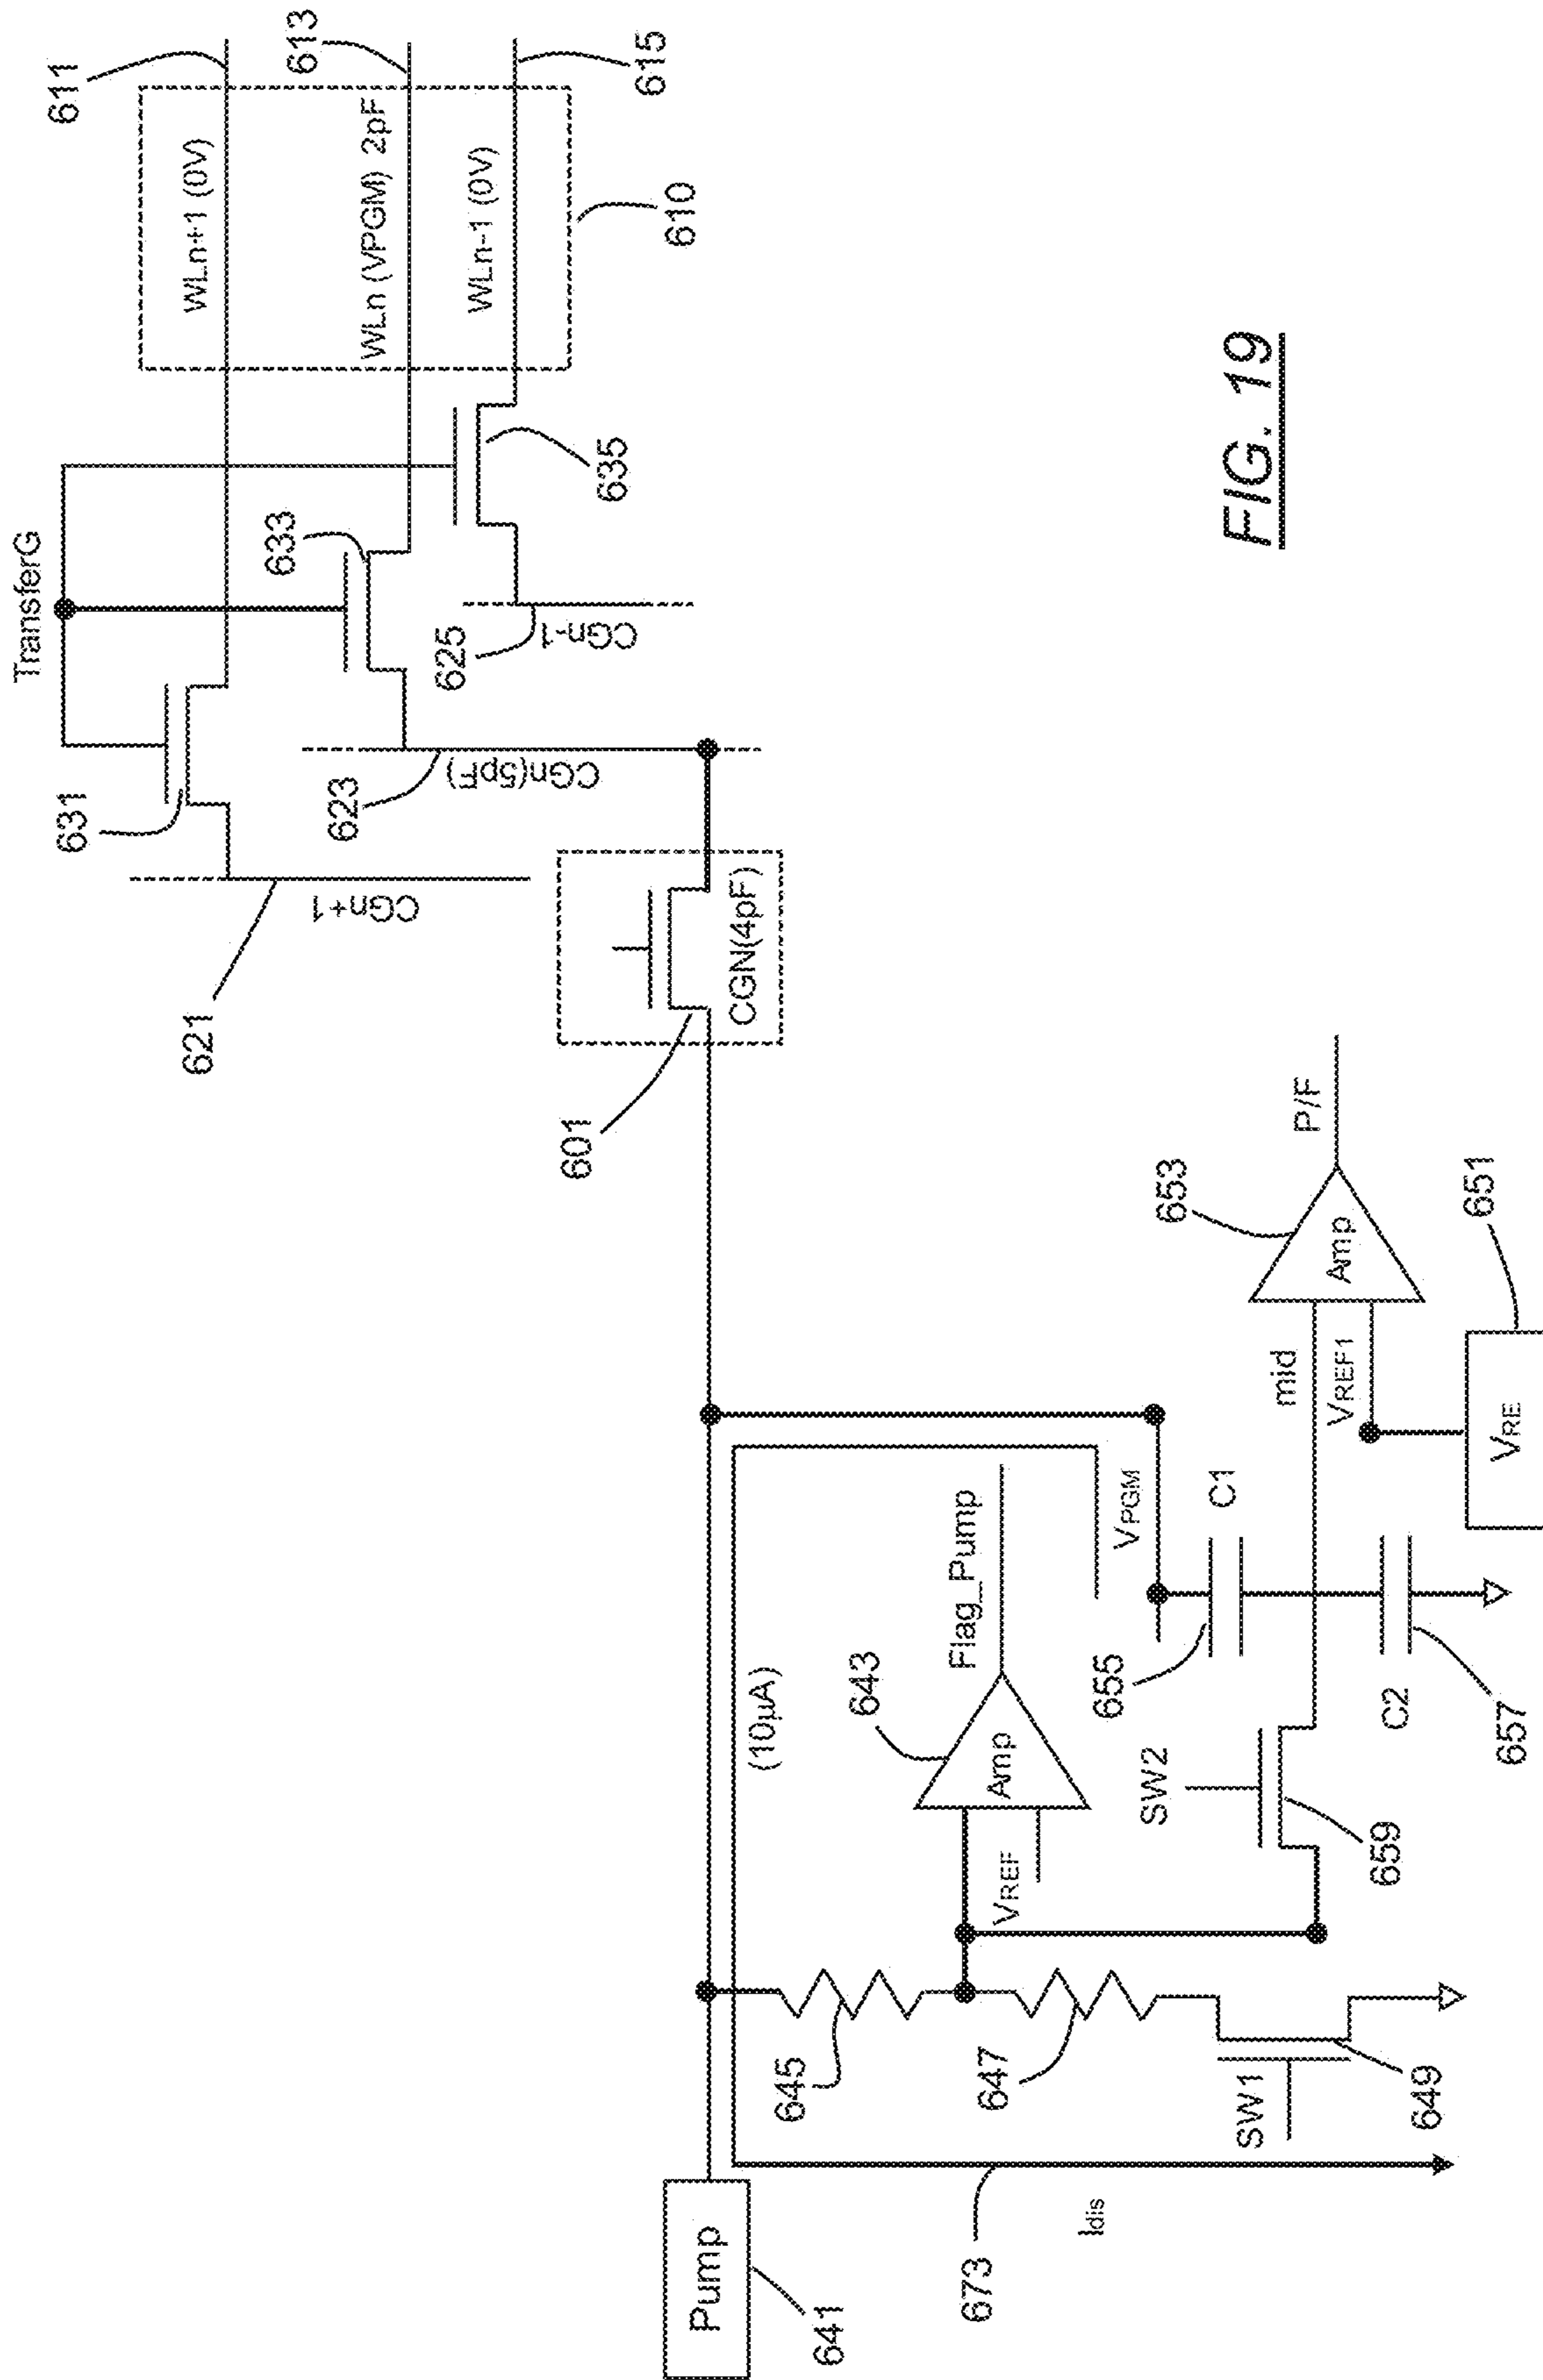 TransferG
611
WLn+1 (0V)
613
WLn (VPGM) 2pF
615
WLn-1 (0V)
610
631
633
635
621
CGn+1
623
CGn(5pF)
625
CGn-1
601
CGN(4pF)
Pump
641
(10µA)
673
Idis
645
647
SW1
649
643
Amp
VREF
Flag_Pump
SW2
659
VPGM
655
C1
C2
657
mid
VREF1
653
Amp
P/F
VRE
651
FIG. 19